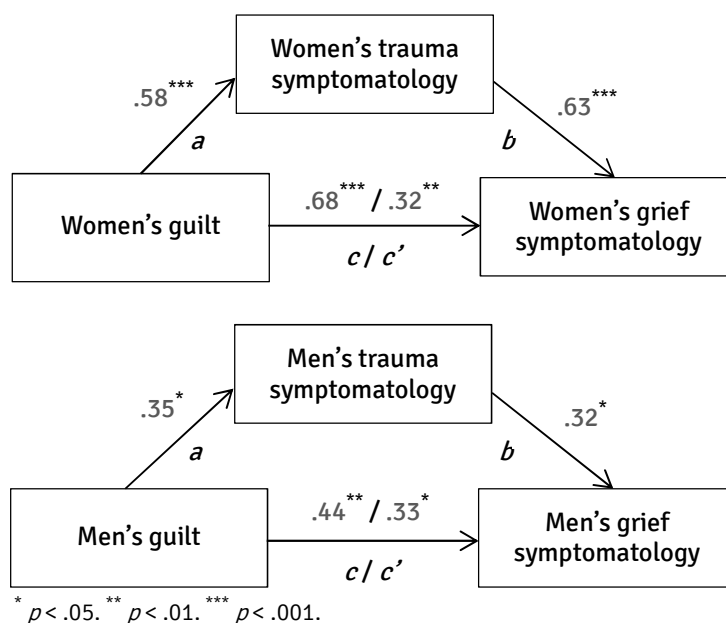 Women’s trauma
symptomatology
.58***
.63***
a
b
Women’s guilt
.68*** / .32**
c / c’
Women’s grief
symptomatology
Men’s trauma
symptomatology
.35*
.32*
a
b
Men’s guilt
.44** / .33*
c / c’
Men’s grief
symptomatology
* p < .05. ** p < .01. *** p < .001.